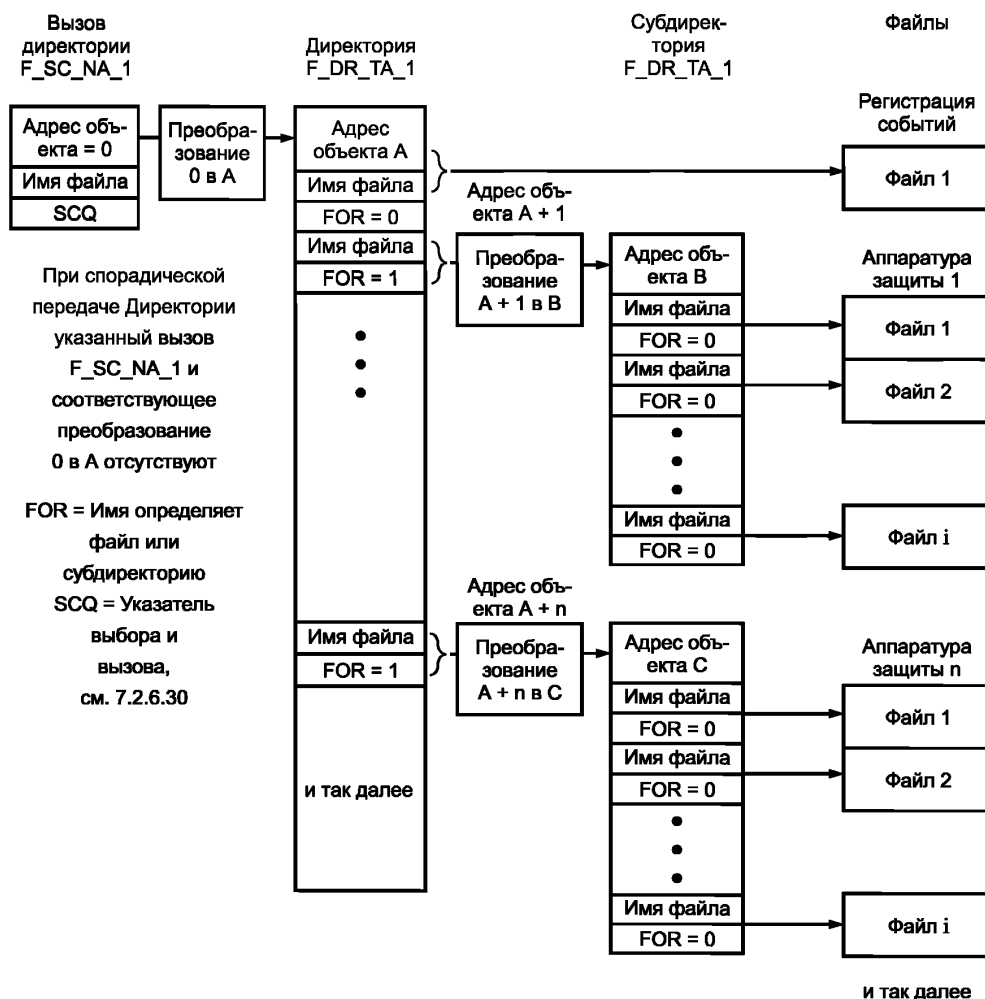 Вызов
директории
F_SC_NA_1
Адрес объ-
екта = 0
Имя файла
SCQ
Преобра-
зование
0 в А
При спорадической
передаче Директории
указанный вызов
F_SC_NA_1 и
соответствующее
преобразование
0 в А отсутствуют
FOR = Имя определяет
файл или
субдиректорию
SCQ = Указатель
выбора и
вызова,
см. 7.2.6.30
Директория
F_DR_TA_1
Адрес
объекта А
Имя файла
FOR = 0
Имя файла
FOR = 1
Имя файла
FOR = 1
и так далее
Адрес объ-
екта А + 1
Преобра-
зование
А + 1 в В
Адрес объ-
екта А + n
Преобра-
зование
А + n в С
Субдирек-
тория
F_DR_TA_1
Адрес объ-
екта В
Имя файла
FOR = 0
Имя файла
FOR = 0
Имя файла
FOR = 0
Адрес объ-
екта С
Имя файла
FOR = 0
Имя файла
FOR = 0
Имя файла
FOR = 0
Файлы
Регистрация
событий
Файл 1
Аппаратура
защиты 1
Файл 1
Файл 2
Файл i
Аппаратура
защиты n
Файл 1
Файл 2
Файл i
и так далее